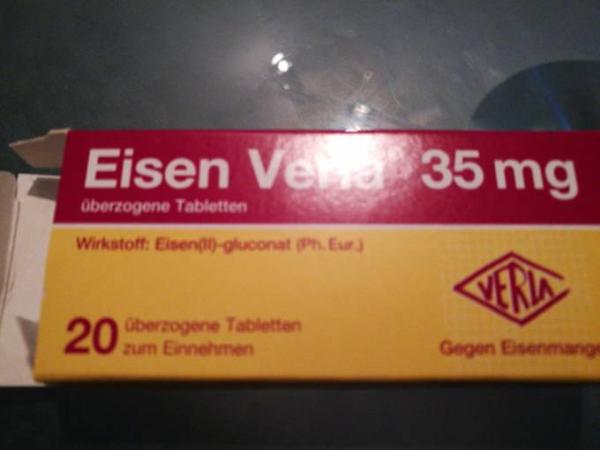 Eisen Verla 35 mg
überzogene Tabletten
Wirkstoff: Eisen(II)-gluconat (Ph. Eur.)
VERLA
20 überzogene Tabletten
zum Einnehmen
Gegen Eisenmange